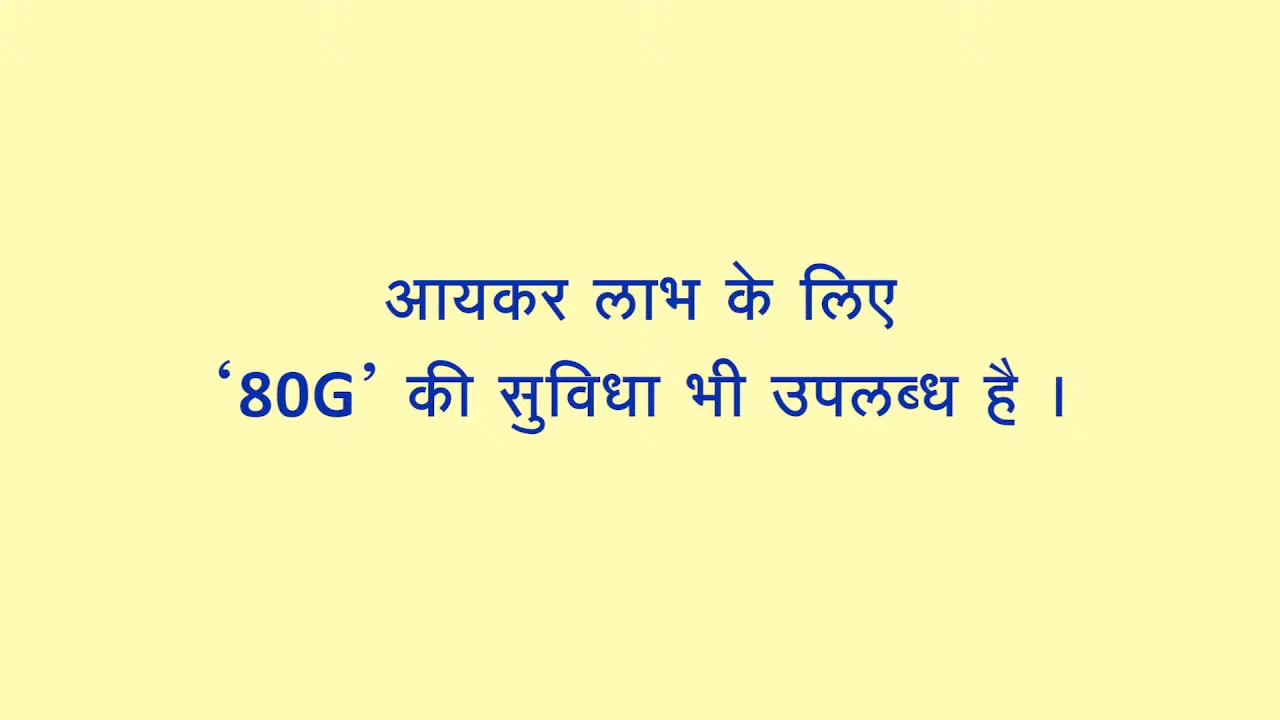 आयकर लाभ के लिए
‘80G’ की सुविधा भी उपलब्ध है ।